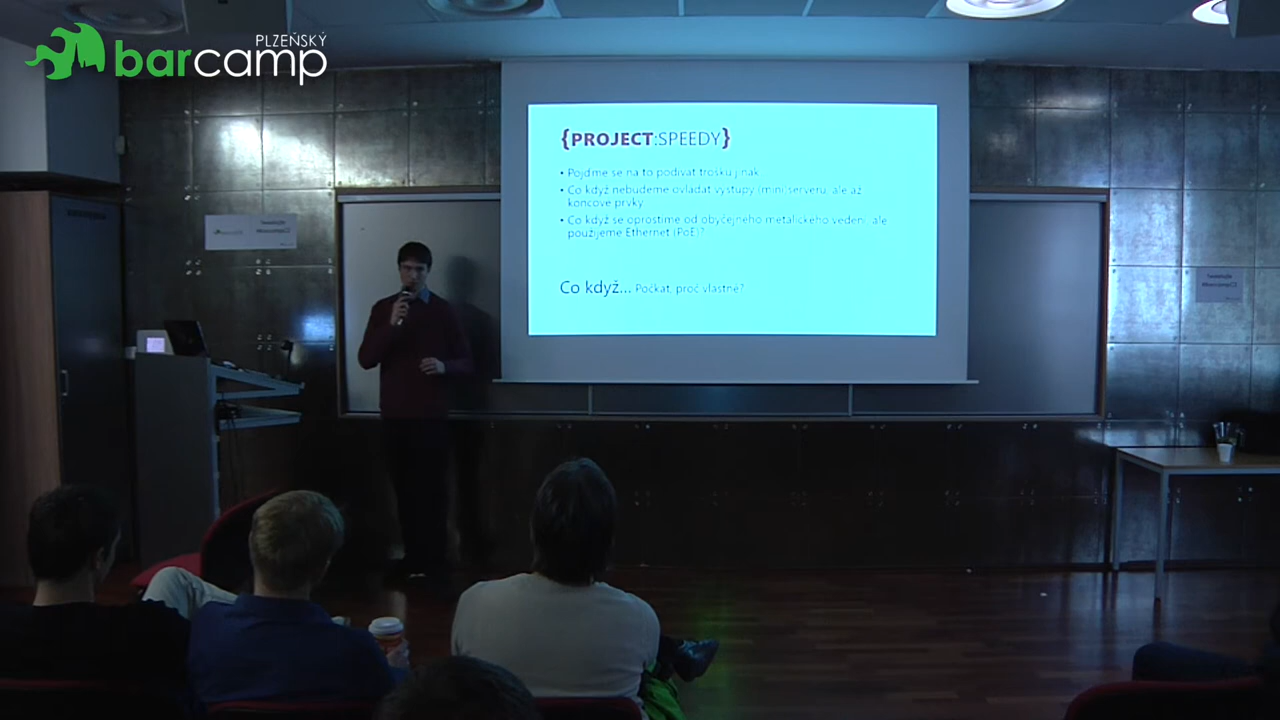 PLZEŇSKÝ
barcamp
{PROJECT:SPEEDY}
• Pojďme se na to podívat trošku jinak
• Co když nebudeme ovládat výstupy (mini)serveru, ale až
koncové prvky
• Co když se oprostíme od obyčejného metalického vedení, ale
použijeme Ethernet (PoE)?
Co když... Počkat, proč vlastně?